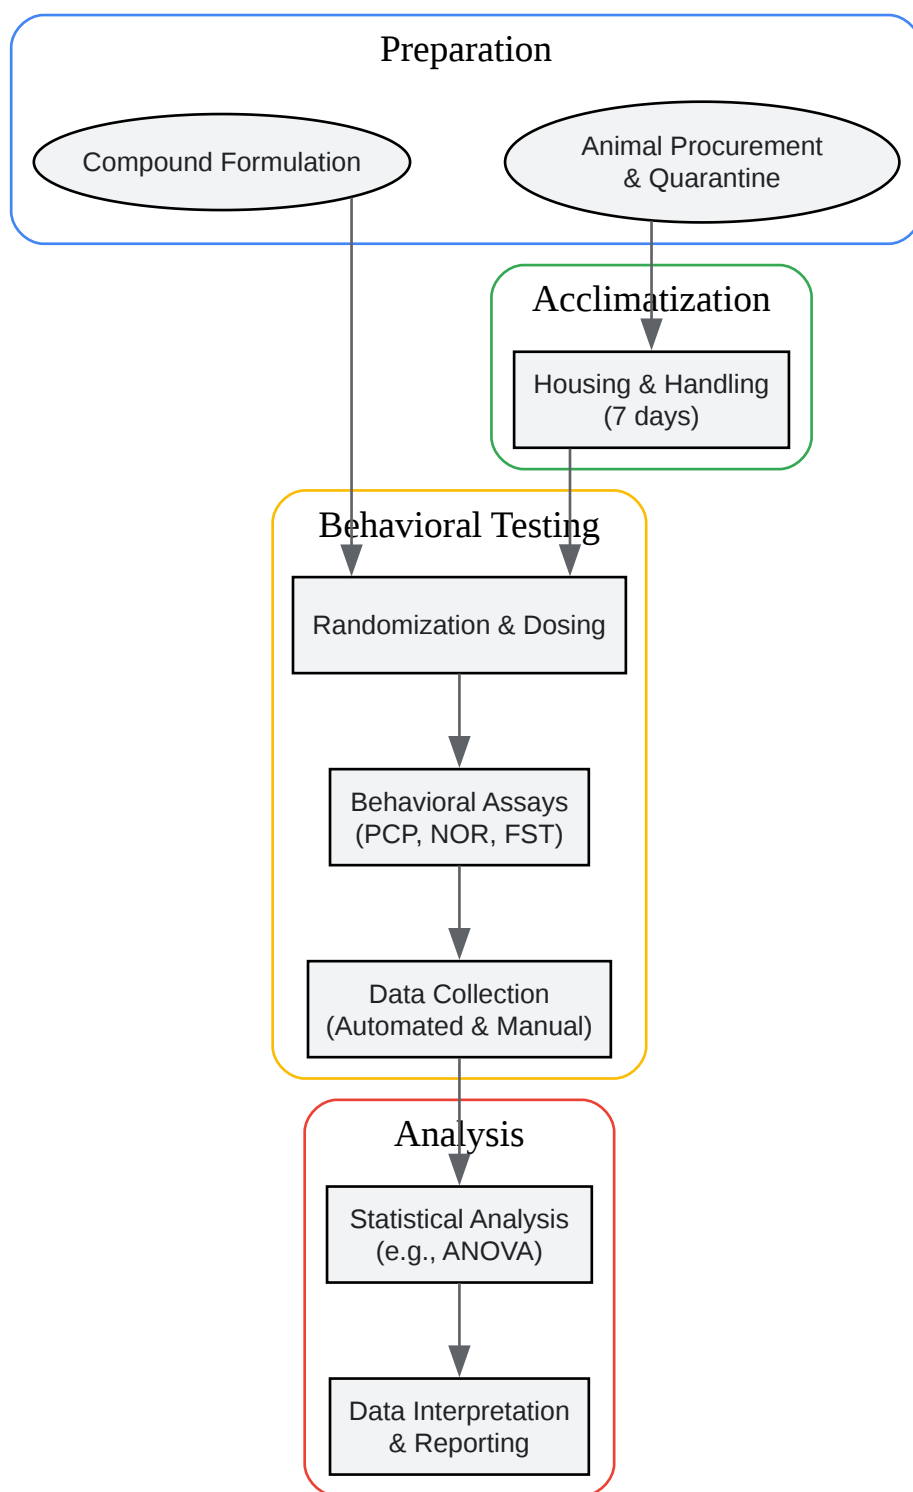 Preparation
Compound Formulation
Animal Procurement
& Quarantine
Acclimatization
Housing & Handling
(7 days)
Behavioral Testing
Randomization & Dosing
Behavioral Assays
(PCP, NOR, FST)
Data Collection
(Automated & Manual)
Analysis
Statistical Analysis
(e.g., ANOVA)
Data Interpretation
& Reporting